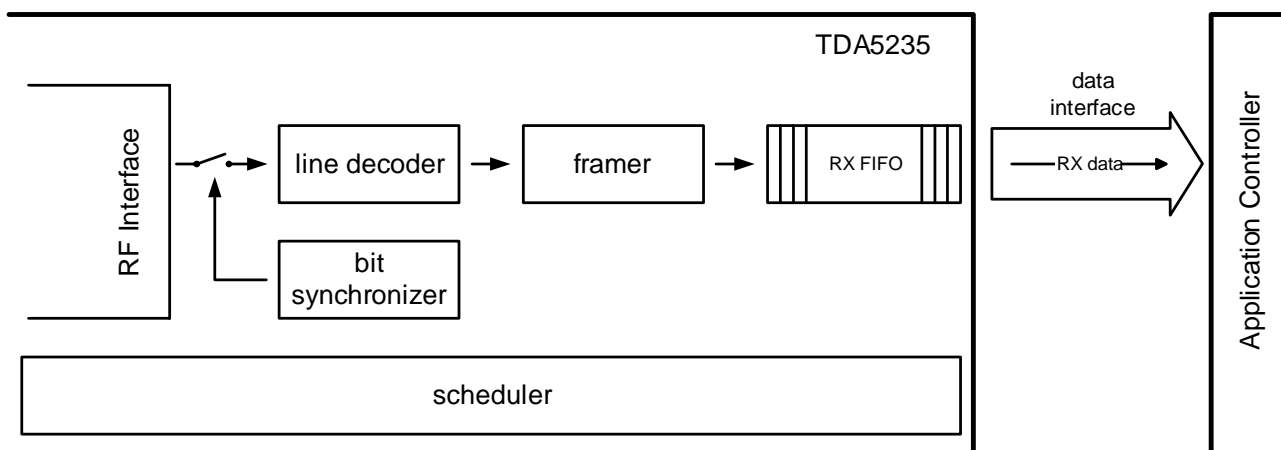 TDA5235
data
interface
RF Interface
line decoder
framer
RX FIFO
RX data
bit
synchronizer
scheduler
Application Controller